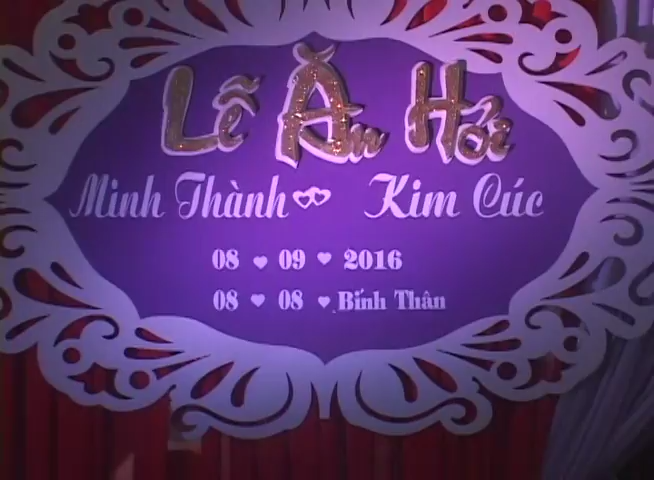 Lễ Ăn Hỏi
Minh Thành Kim Cúc
08 09 2016
08 08 Bính Thân